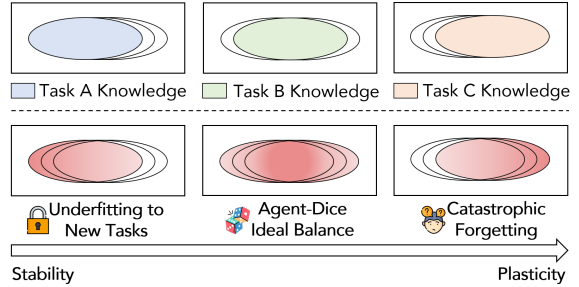 Task A Knowledge
Task B Knowledge
Task C Knowledge
Underfitting to
New Tasks
Agent-Dice
Ideal Balance
Catastrophic
Forgetting
Stability
Plasticity